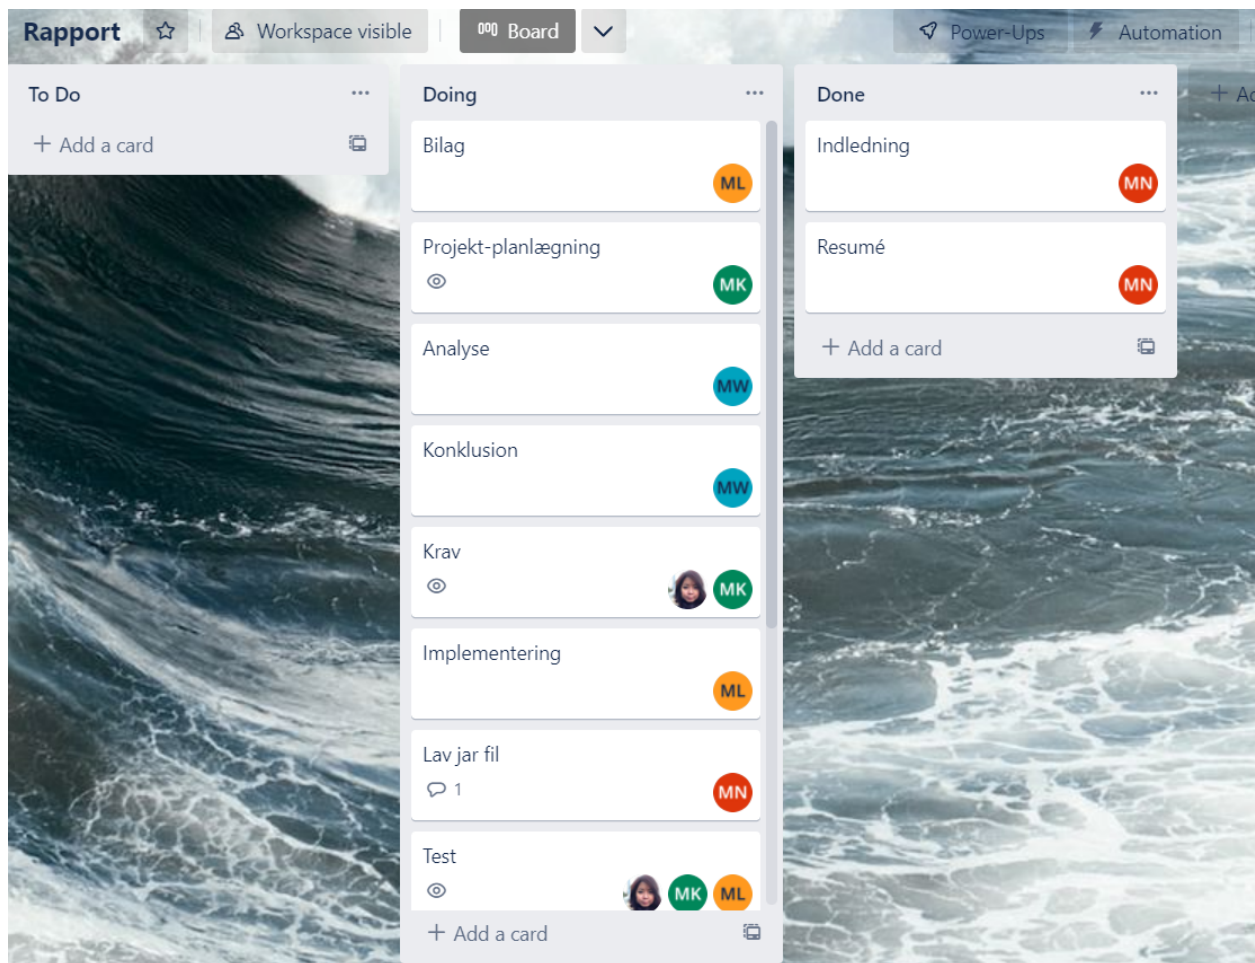 Rapport
Workspace visible
Board
Power-Ups
Automation
To Do
Add a card
Doing
Bilag
ML
Projekt-planlægning
MK
Analyse
MW
Konklusion
MW
Krav
MK
Implementering
ML
Lav jar fil
1
MN
Test
MK ML
Add a card
Done
Indledning
MN
Resumé
MN
Add a card